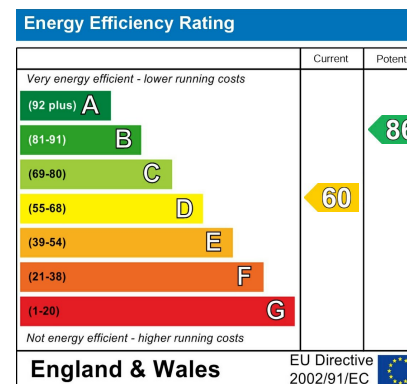 Energy Efficiency Rating
Current Potent
Very energy efficient - lower running costs
(92 plus) A
(81-91) B 86
(69-80) C
(55-68) D 60
(39-54) E
(21-38) F
(1-20) G
Not energy efficient - higher running costs
England & Wales
EU Directive
2002/91/EC